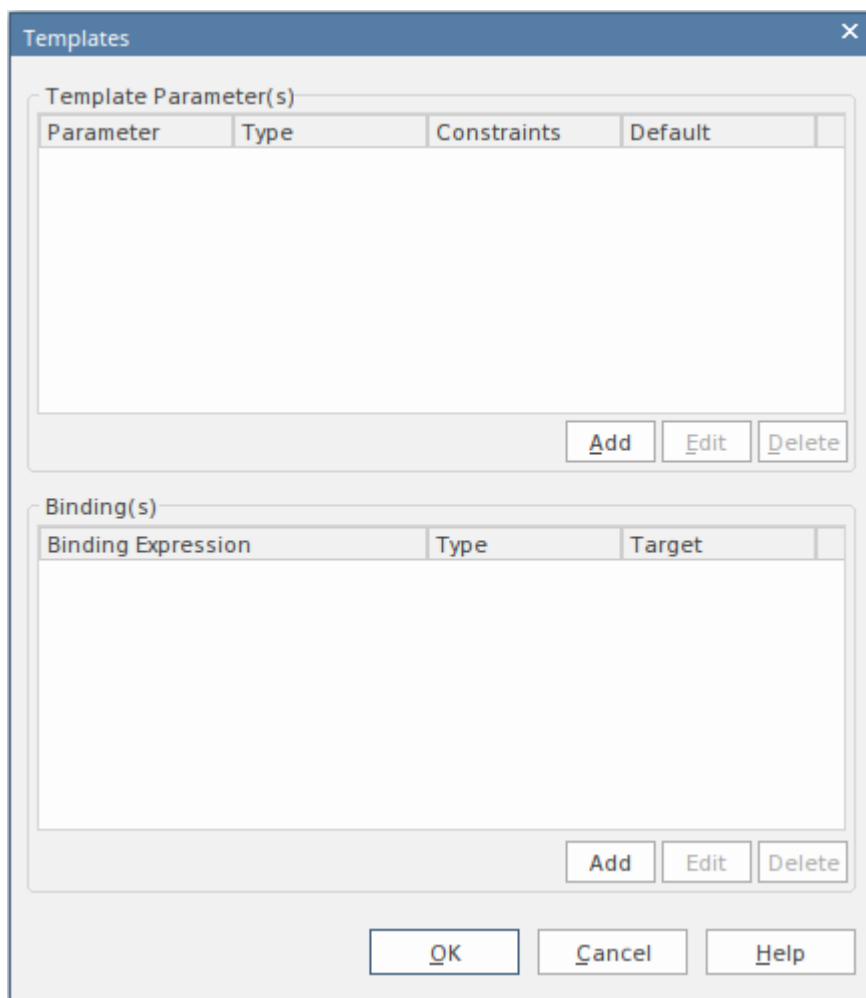 Templates
Template Parameter(s)
Parameter Type Constraints Default
Add Edit Delete
Binding(s)
Binding Expression Type Target
Add Edit Delete
OK Cancel Help